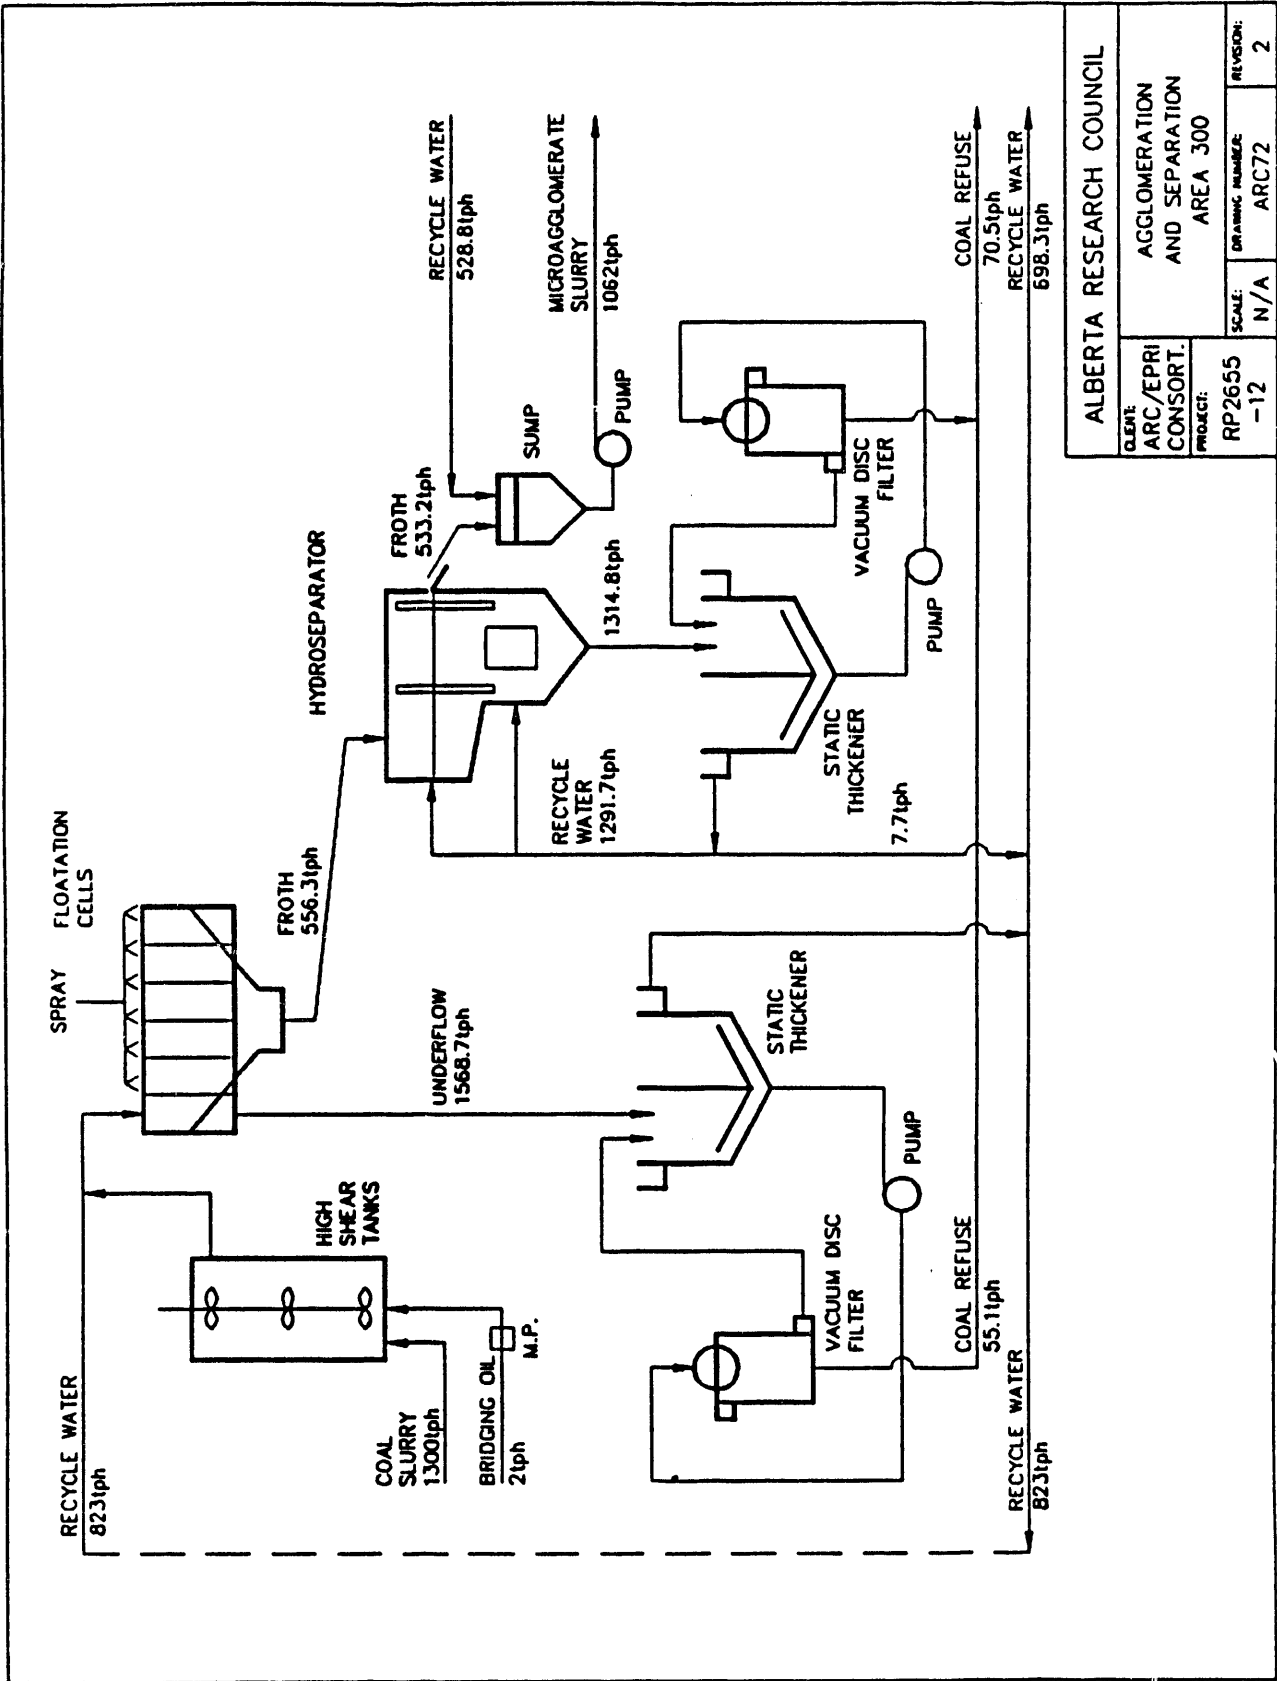 SPRAY FLOATATION
CELLS
RECYCLE WATER
823tph
HIGH
SHEAR
TANKS
COAL
SLURRY
1300tph
BRIDGING OIL
2tph
M.P.
FROTH
556.3tph
UNDERFLOW
1568.7tph
HYDROSEPARATOR
FROTH
533.2tph
RECYCLE WATER
528.8tph
SUMP
MICROAGGLOMERATE
SLURRY
1062tph
PUMP
1314.8tph
RECYCLE
WATER
1291.7tph
STATIC
THICKENER
VACUUM DISC
FILTER
PUMP
7.7tph
STATIC
THICKENER
PUMP
VACUUM DISC
FILTER
COAL REFUSE
55.1tph
RECYCLE WATER
823tph
COAL REFUSE
70.5tph
RECYCLE WATER
698.3tph
ALBERTA RESEARCH COUNCIL
CLIENT:
ARC/EPRI
CONSORT.
PROJECT:
RP2655
-12
AGGLOMERATION
AND SEPARATION
AREA 300
SCALE:
N/A
DRAWING NUMBER:
ARC72
REVISION:
2